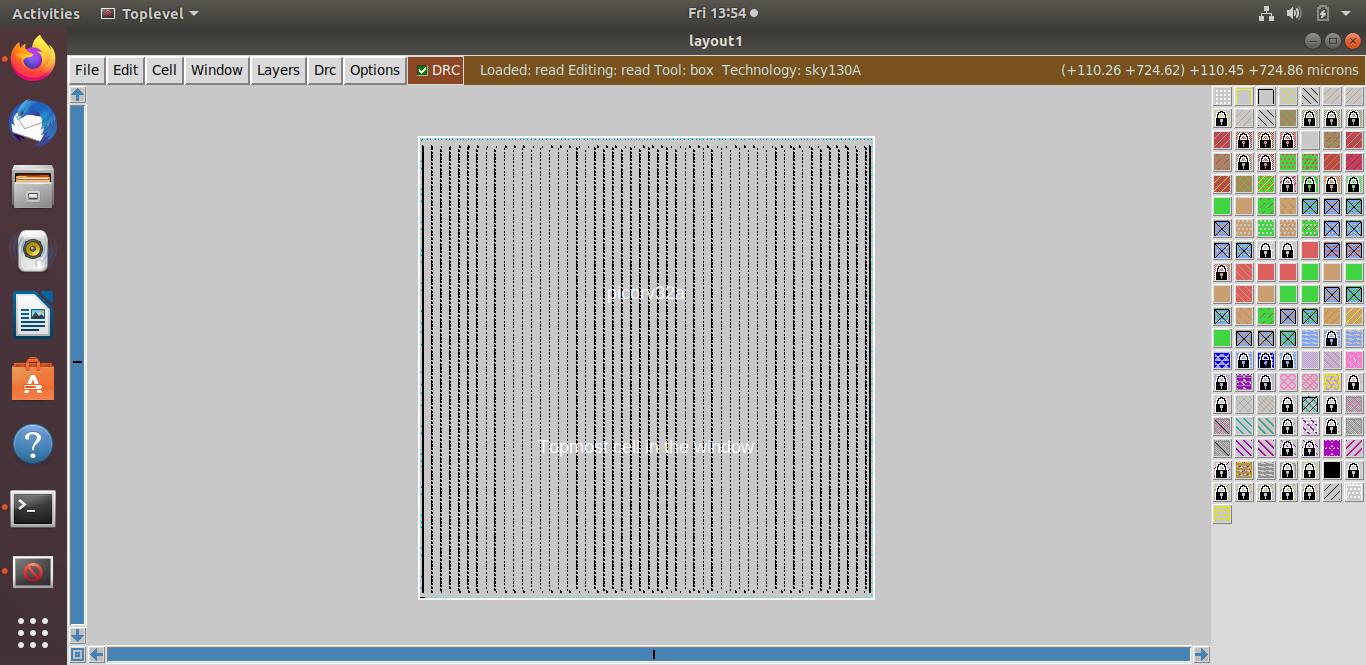 Activities Toplevel Fri 13:54
layout1
File Edit Cell Window Layers Drc Options DRC Loaded: read Editing: read Tool: box Technology: sky130A (+110.26 +724.62) +110.45 +724.86 microns
picorv32a
Topmost cell in the window